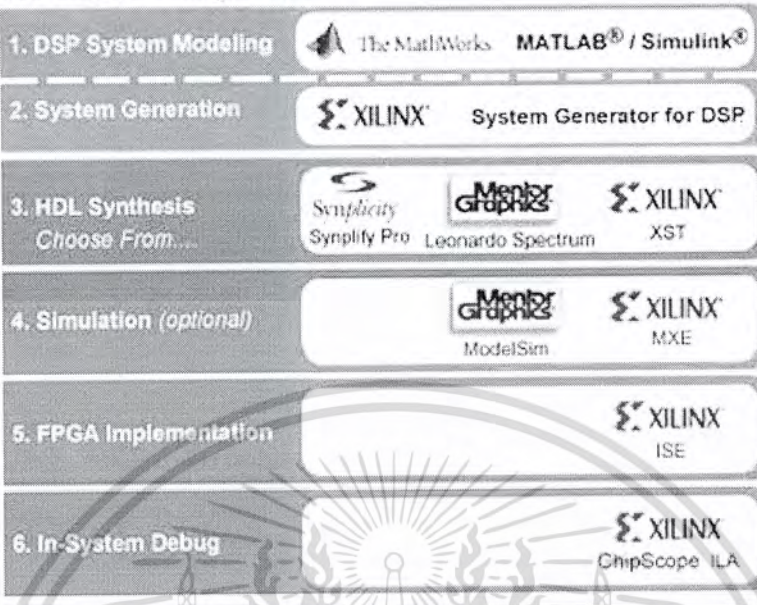 1. DSP System Modeling
The MathWorks MATLAB® / Simulink®
2. System Generation
XILINX® System Generator for DSP
3. HDL Synthesis
Choose From....
Synplicity
Synplify Pro
Mentor
Graphics
Leonardo Spectrum
XILINX®
XST
4. Simulation (optional)
Mentor
Graphics
ModelSim
XILINX®
MXE
5. FPGA Implementation
XILINX®
ISE
6. In-System Debug
XILINX®
ChipScope ILA